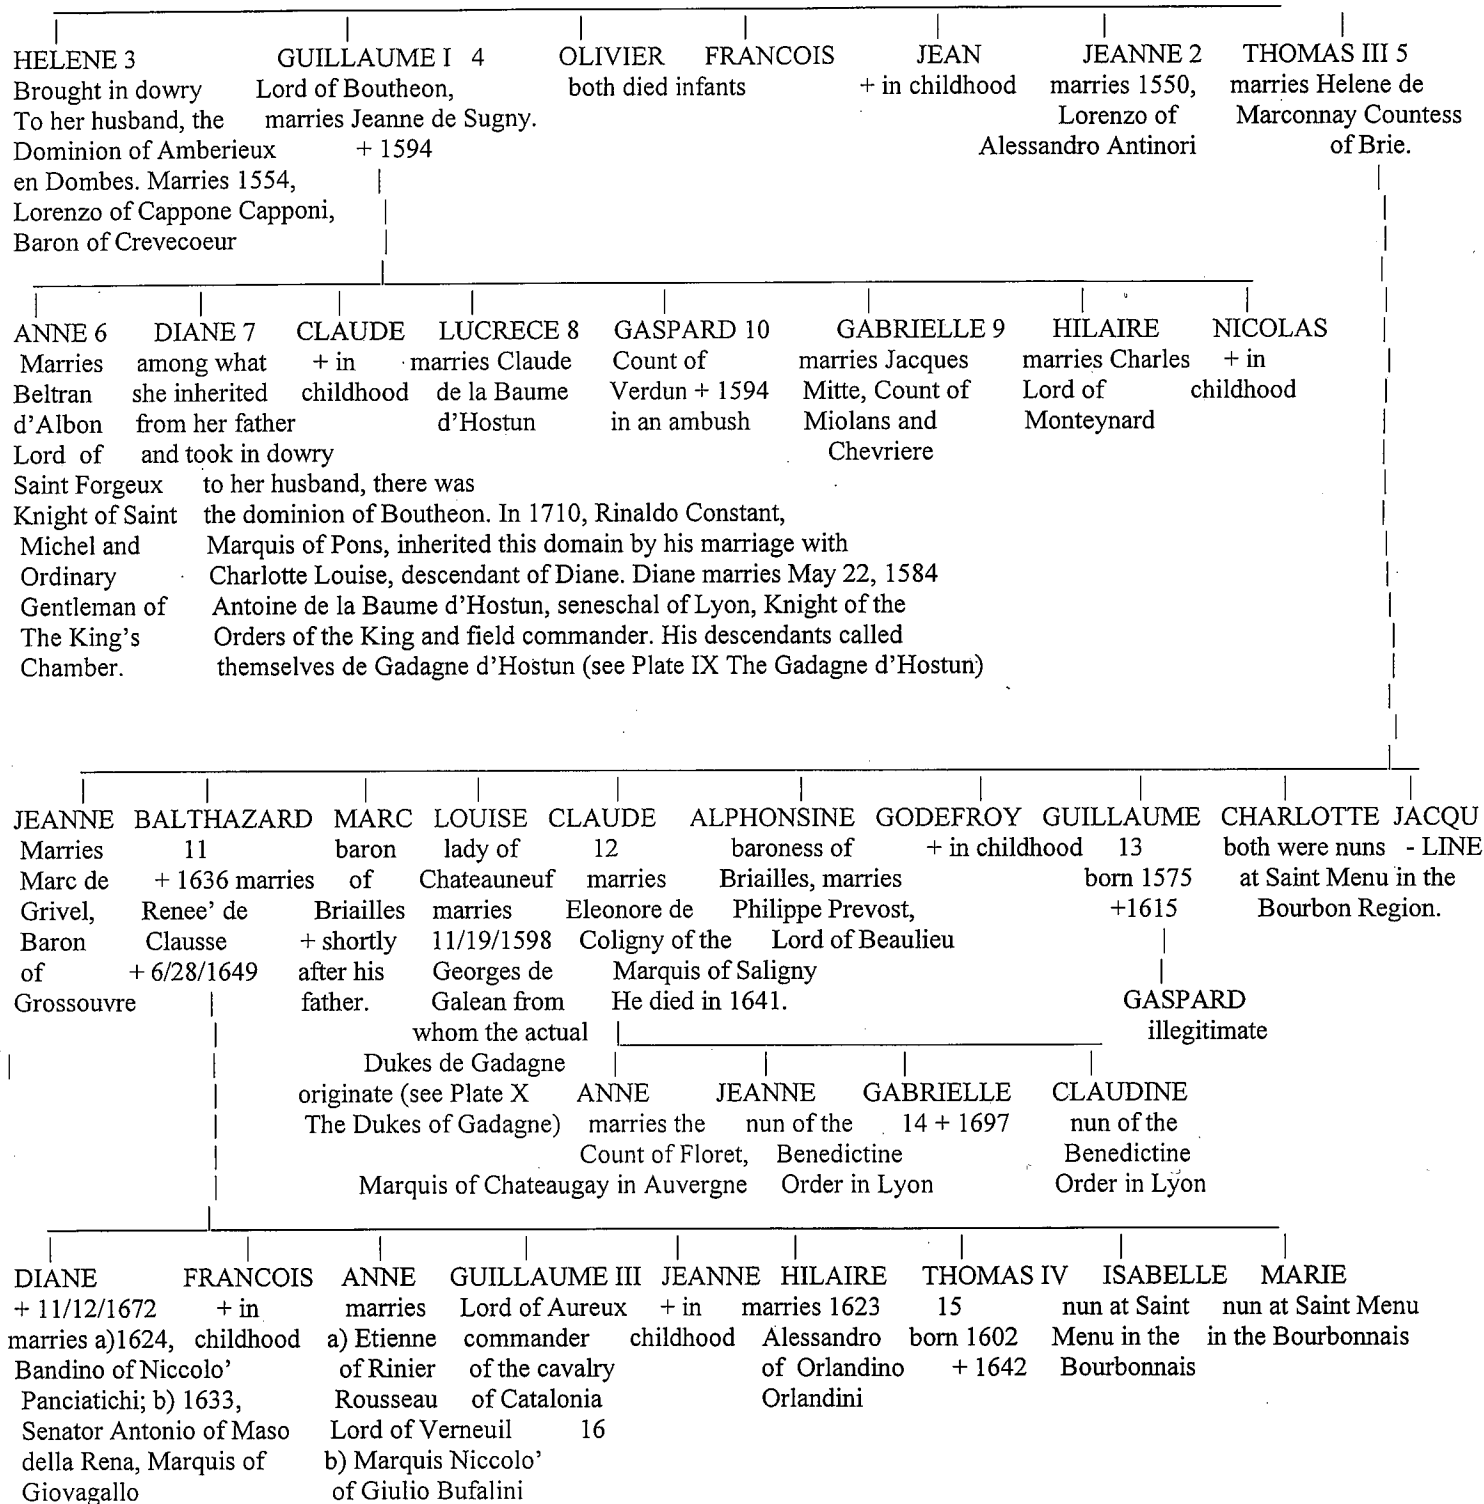 HELENE 3 GUILLAUME I 4 OLIVIER FRANCOIS JEAN JEANNE 2 THOMAS III 5
Brought in dowry Lord of Boutheon, both died infants + in childhood marries 1550, marries Helene de
To her husband, the marries Jeanne de Sugny. Lorenzo of Marconnay Countess
Dominion of Amberieux + 1594 Alessandro Antinori of Brie.
en Dombes. Marries 1554,
Lorenzo of Cappone Capponi,
Baron of Crevecoeur
ANNE 6 DIANE 7 CLAUDE LUCRECE 8 GASPARD 10 GABRIELLE 9 HILAIRE NICOLAS
Marries among what + in marries Claude Count of marries Jacques marries Charles + in
Beltran she inherited childhood de la Baume Verdun + 1594 Mitte, Count of Lord of childhood
d'Albon from her father d'Hostun in an ambush Miolans and Monteynard
Lord of and took in dowry Chevriere
Saint Forgeux to her husband, there was
Knight of Saint the dominion of Boutheon. In 1710, Rinaldo Constant,
Michel and Marquis of Pons, inherited this domain by his marriage with
Ordinary Charlotte Louise, descendant of Diane. Diane marries May 22, 1584
Gentleman of Antoine de la Baume d'Hostun, seneschal of Lyon, Knight of the
The King's Orders of the King and field commander. His descendants called
Chamber. themselves de Gadagne d'Hostun (see Plate IX The Gadagne d'Hostun)
JEANNE BALTHAZARD MARC LOUISE CLAUDE ALPHONSINE GODEFROY GUILLAUME CHARLOTTE JACQU
Marries 11 baron lady of 12 baroness of + in childhood 13 both were nuns - LINE
Marc de + 1636 marries of Chateauneuf marries Briailles, marries born 1575 at Saint Menu in the
Grivel, Renee' de Briailles marries Eleonore de Philippe Prevost, +1615 Bourbon Region.
Baron Clausse + shortly 11/19/1598 Coligny of the Lord of Beaulieu
of + 6/28/1649 after his Georges de Marquis of Saligny
Grossouvre father. Galean from He died in 1641. GASPARD
whom the actual illegitimate
Dukes de Gadagne
originate (see Plate X ANNE JEANNE GABRIELLE CLAUDINE
The Dukes of Gadagne) marries the nun of the 14 + 1697 nun of the
Count of Floret, Benedictine Benedictine
Marquis of Chateaugay in Auvergne Order in Lyon Order in Lyon
DIANE FRANCOIS ANNE GUILLAUME III JEANNE HILAIRE THOMAS IV ISABELLE MARIE
+ 11/12/1672 + in marries Lord of Aureux + in marries 1623 15 nun at Saint nun at Saint Menu
marries a)1624, childhood a) Etienne commander childhood Alessandro born 1602 Menu in the in the Bourbonnais
Bandino of Niccolo' of Rinier of the cavalry of Orlandino + 1642 Bourbonnais
Panciatichi; b) 1633, Rousseau of Catalonia Orlandini
Senator Antonio of Maso Lord of Verneuil 16
della Rena, Marquis of b) Marquis Niccolo'
Giovagallo of Giulio Bufalini